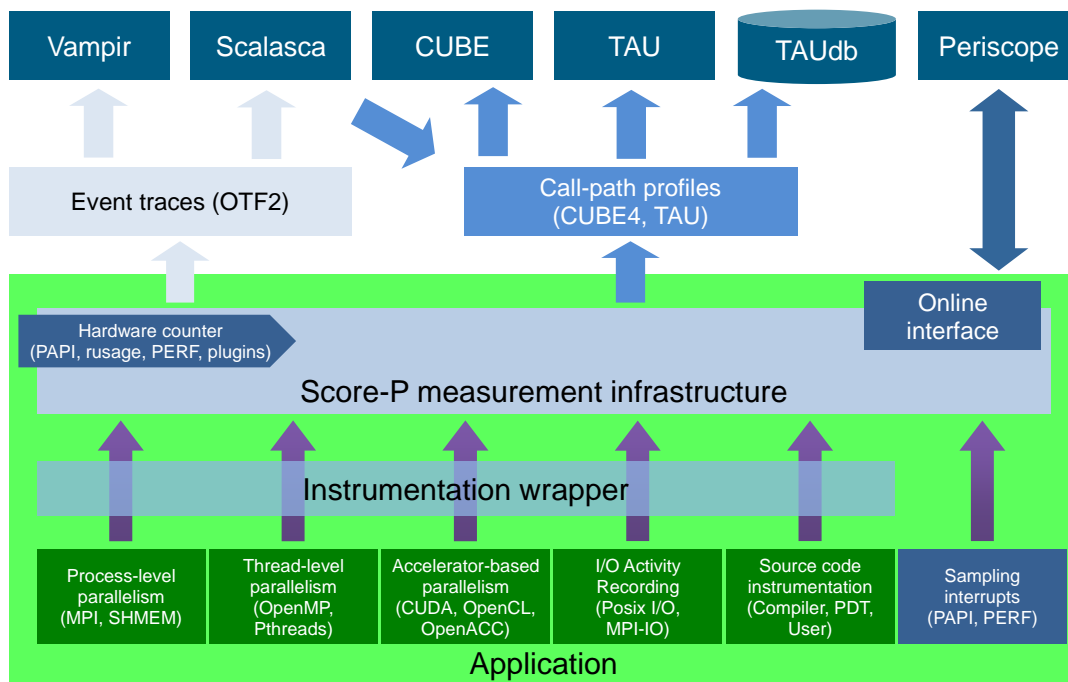 Vampir
Scalasca
CUBE
TAU
TAUdb
Periscope
Event traces (OTF2)
Call-path profiles
(CUBE4, TAU)
Online
interface
Hardware counter
(PAPI, rusage, PERF, plugins)
Score-P measurement infrastructure
Instrumentation wrapper
Process-level
parallelism
(MPI, SHMEM)
Thread-level
parallelism
(OpenMP,
Pthreads)
Accelerator-based
parallelism
(CUDA, OpenCL,
OpenACC)
I/O Activity
Recording
(Posix I/O,
MPI-IO)
Source code
instrumentation
(Compiler, PDT,
User)
Sampling
interrupts
(PAPI, PERF)
Application